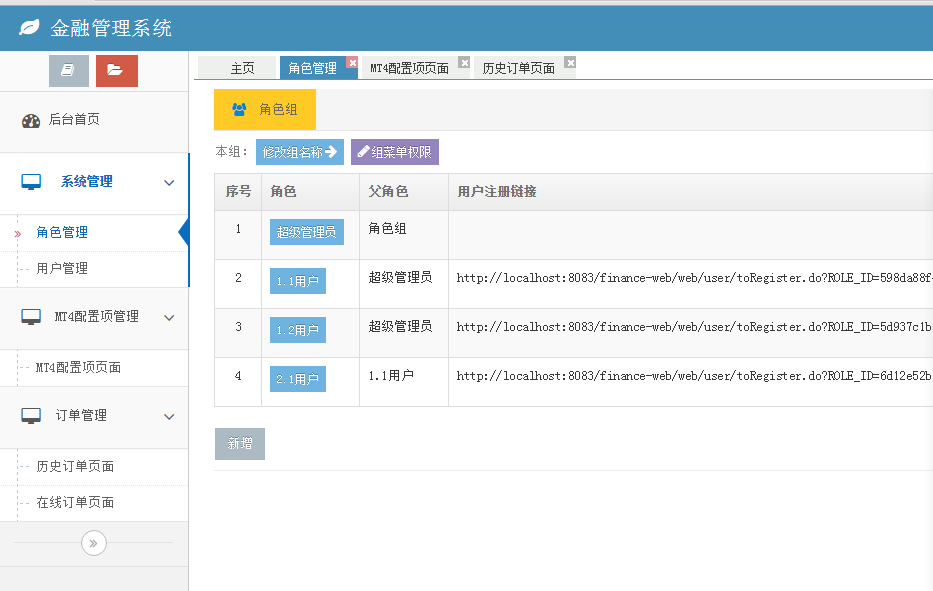 金融管理系统
主页 角色管理 MT4配置项页面 历史订单页面
后台首页
系统管理
角色管理
用户管理
MT4配置项管理
MT4配置项页面
订单管理
历史订单页面
在线订单页面
角色组
本组： 修改组名称 组菜单权限
序号 角色 父角色 用户注册链接
1 超级管理员 角色组
2 1.1用户 超级管理员 http://localhost:8083/finance-web/web/user/toRegister.do?ROLE_ID=598da88f
3 1.2用户 超级管理员 http://localhost:8083/finance-web/web/user/toRegister.do?ROLE_ID=5d937c1b
4 2.1用户 1.1用户 http://localhost:8083/finance-web/web/user/toRegister.do?ROLE_ID=6d12e52b
新增